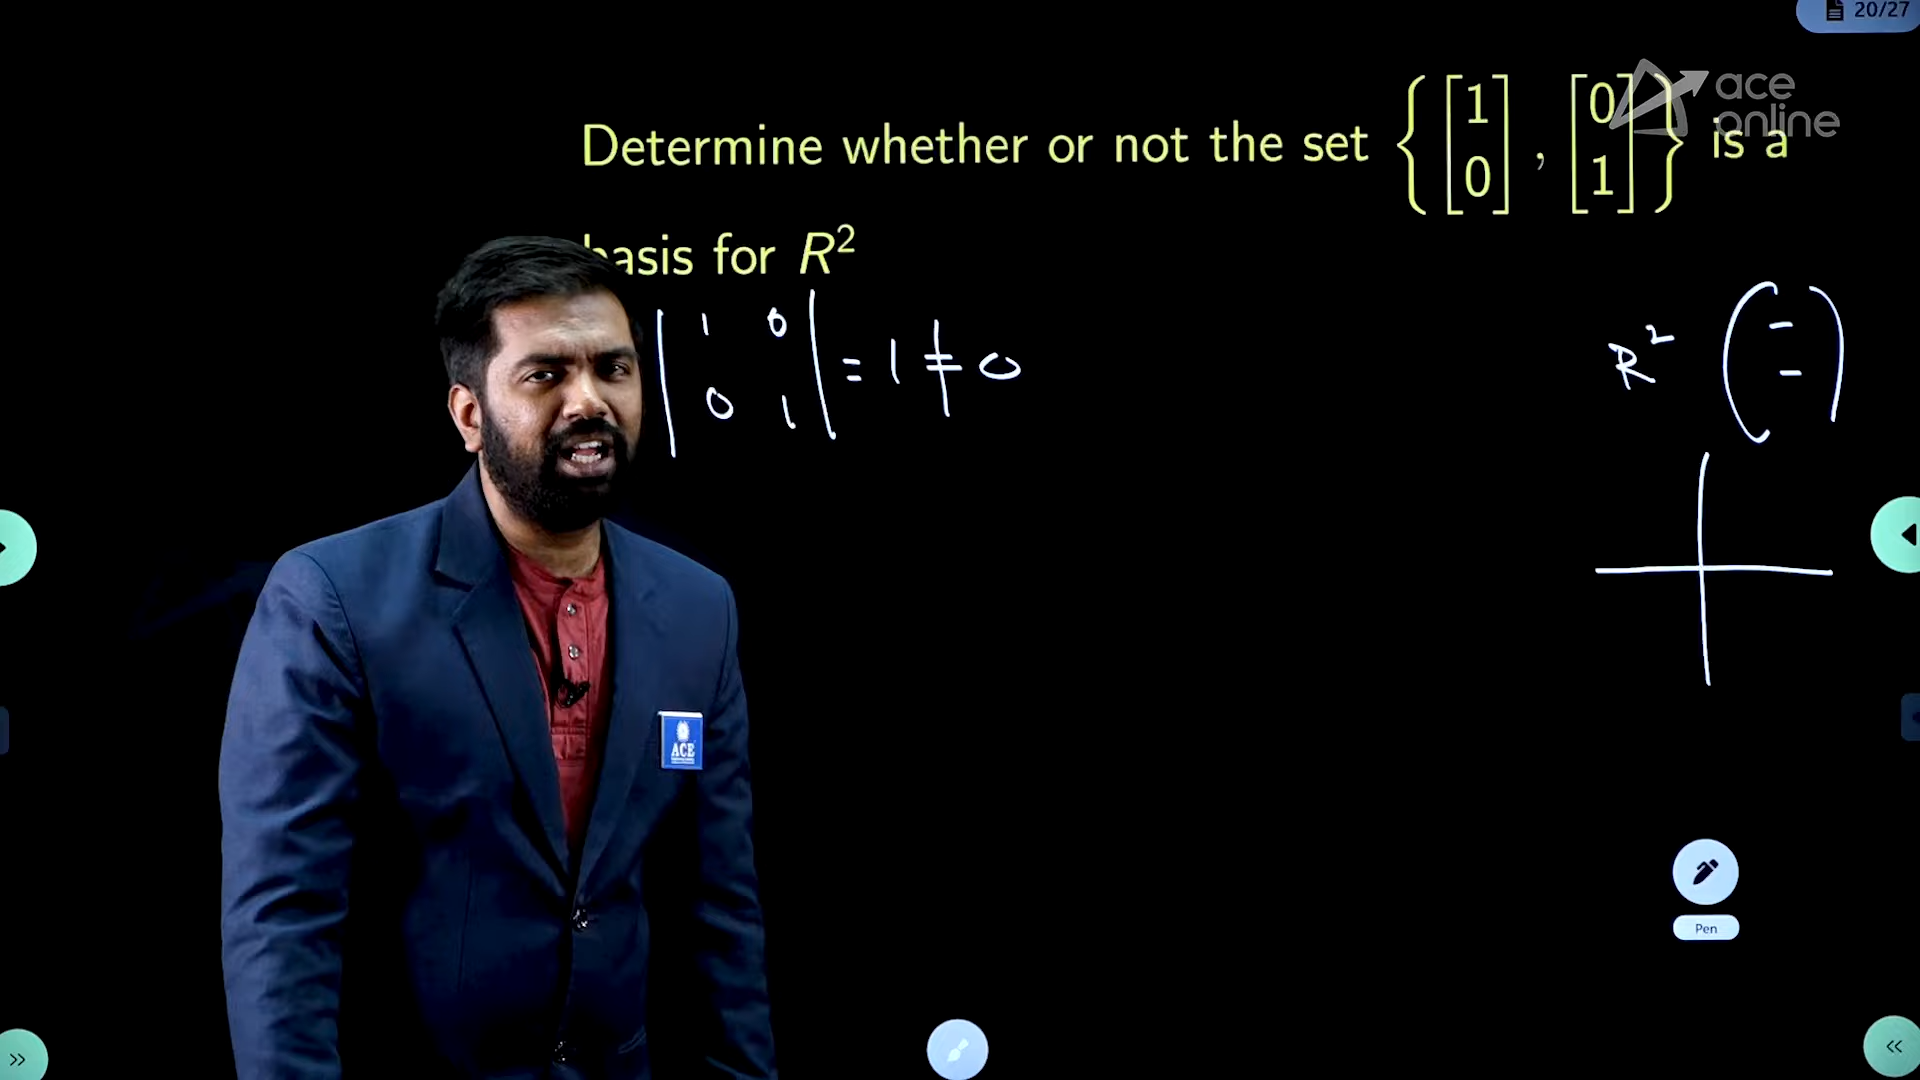 20/27
ace
online
Determine whether or not the set {[1 0], [0 1]} is a
basis for R²
|1 0|
|0 1| = 1 ≠ 0
R² (- -)
ACE
Pen
>>
<<